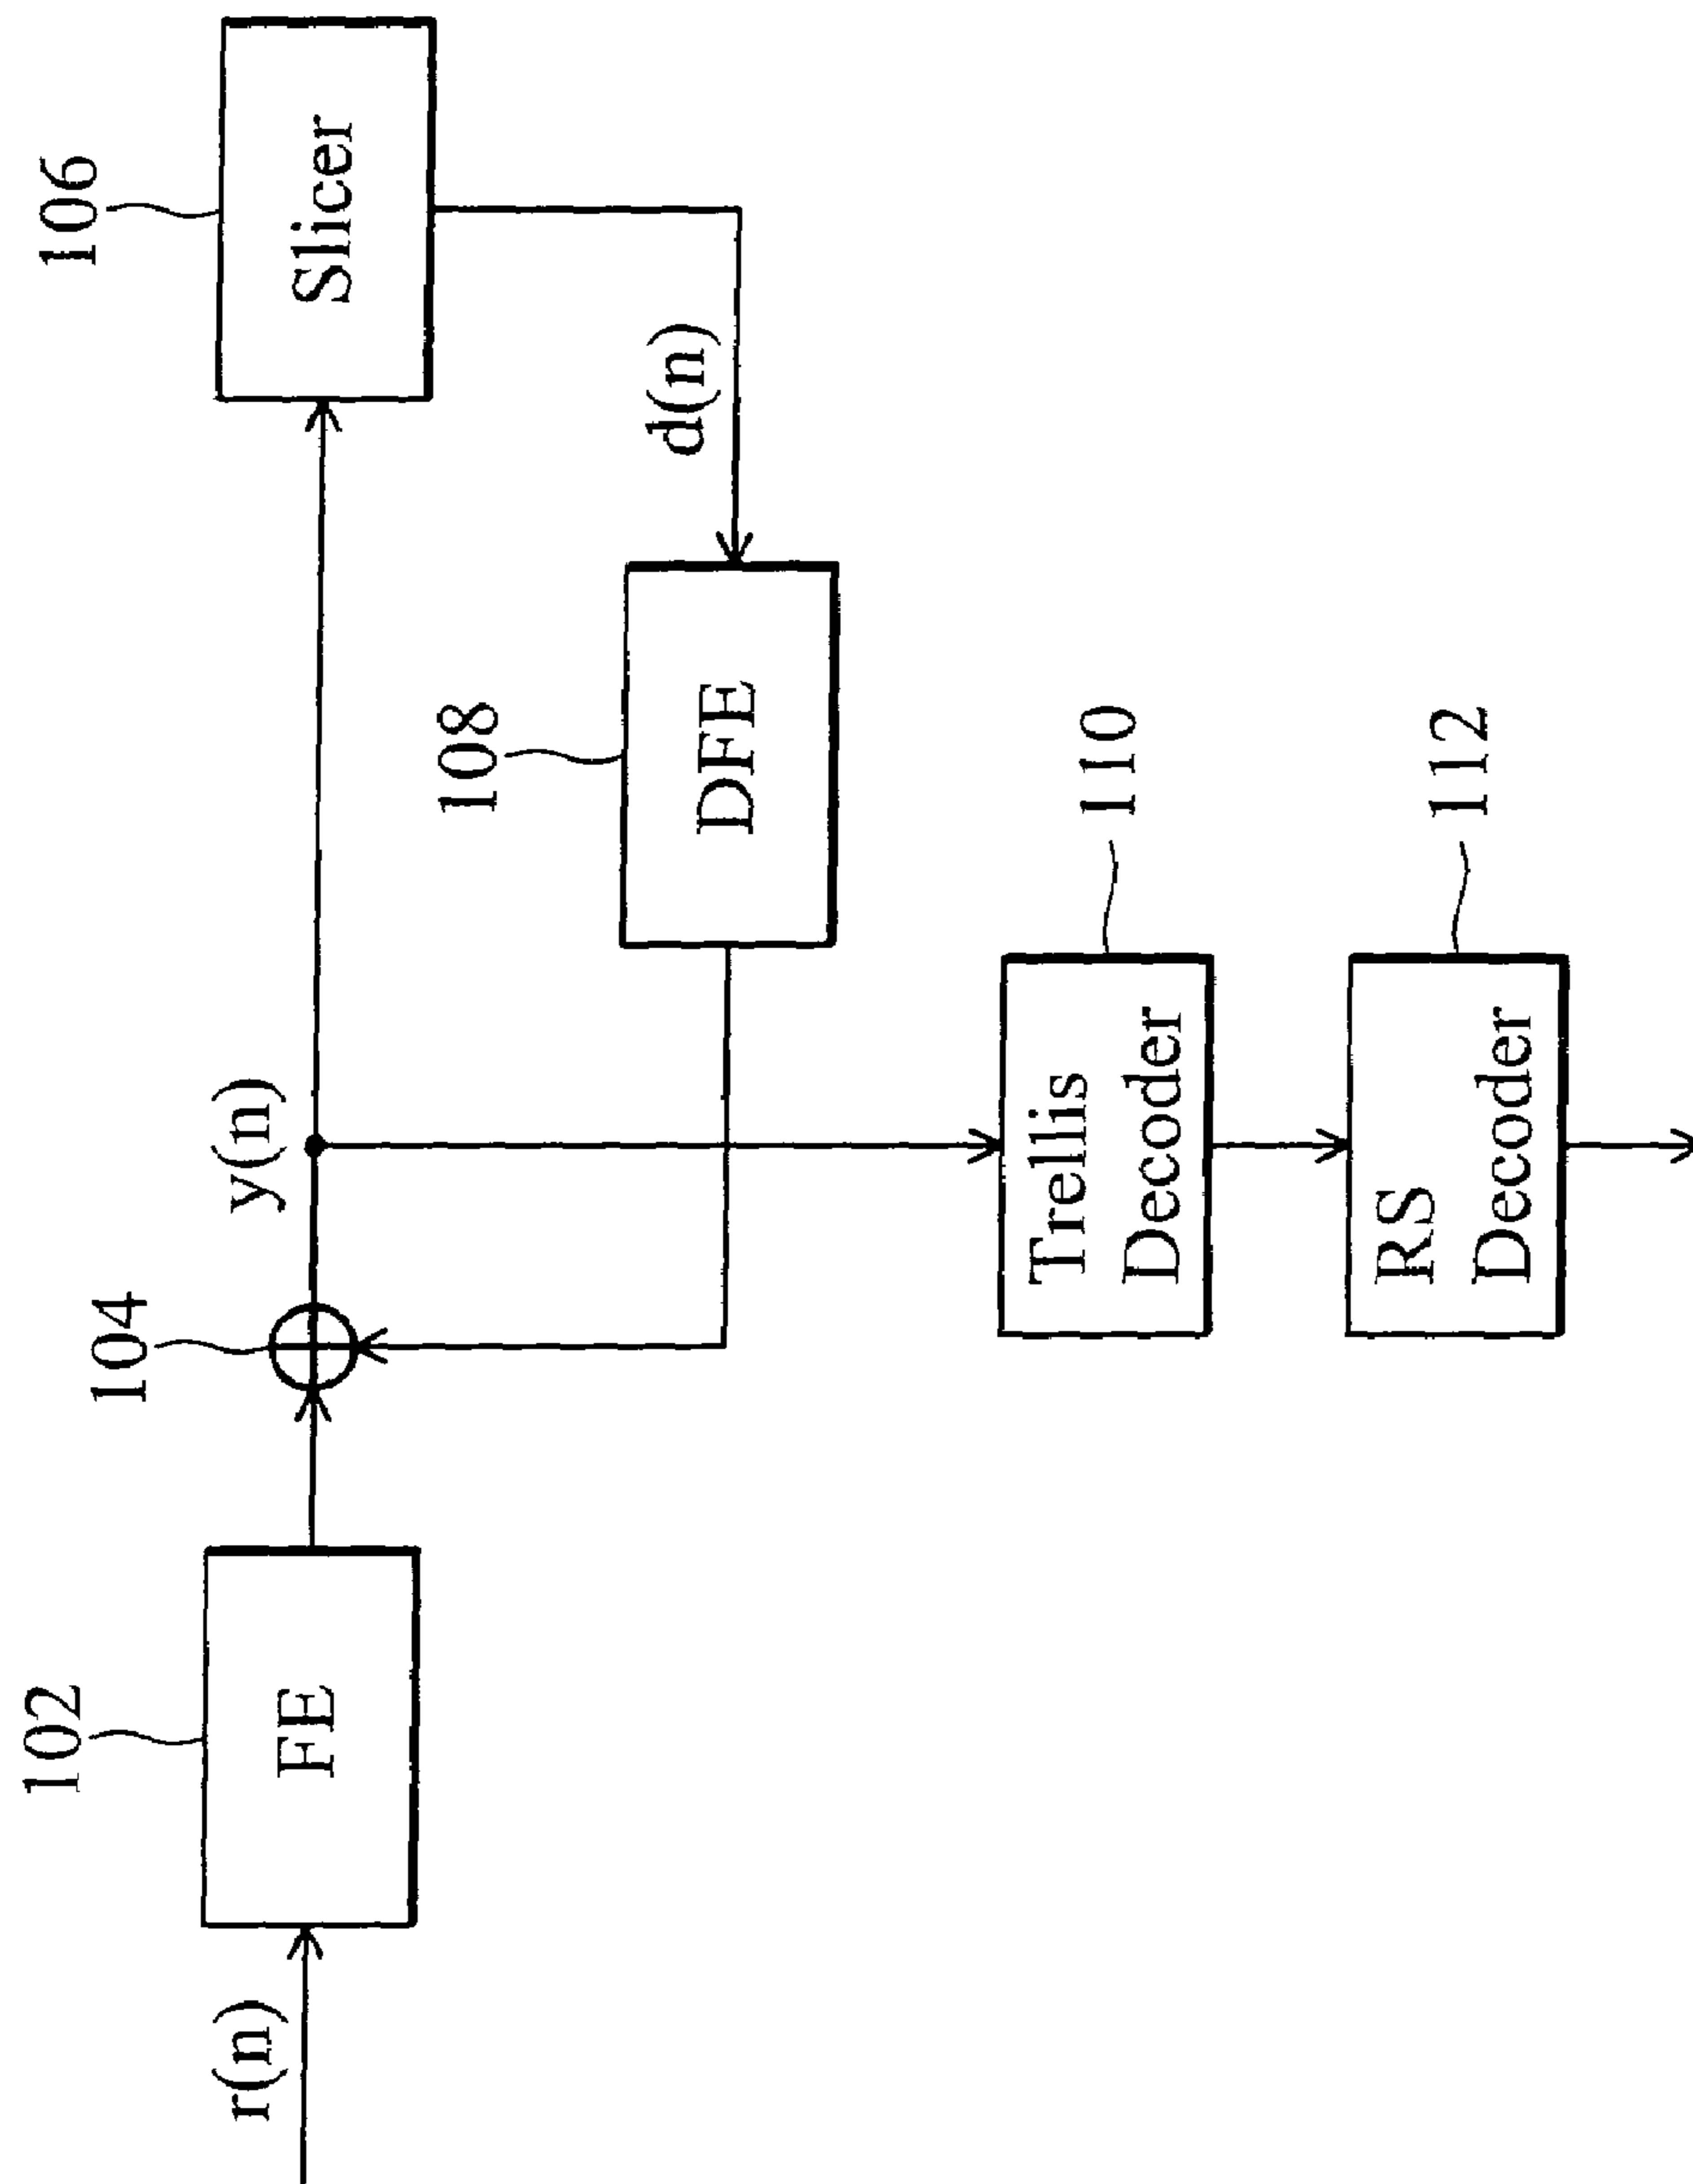 102
104
106
r(n)
FE
y(n)
Slicer
108
d(n)
DFE
Trellis
Decoder
110
RS
Decoder
112